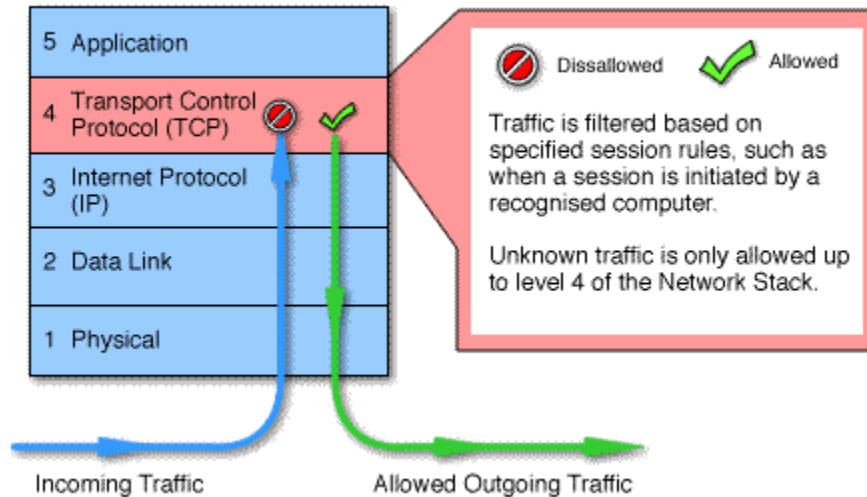 5 Application
4 Transport Control
Protocol (TCP)
3 Internet Protocol
(IP)
2 Data Link
1 Physical
Incoming Traffic
Allowed Outgoing Traffic
Dissallowed
Allowed
Traffic is filtered based on
specified session rules, such as
when a session is initiated by a
recognised computer.
Unknown traffic is only allowed up
to level 4 of the Network Stack.